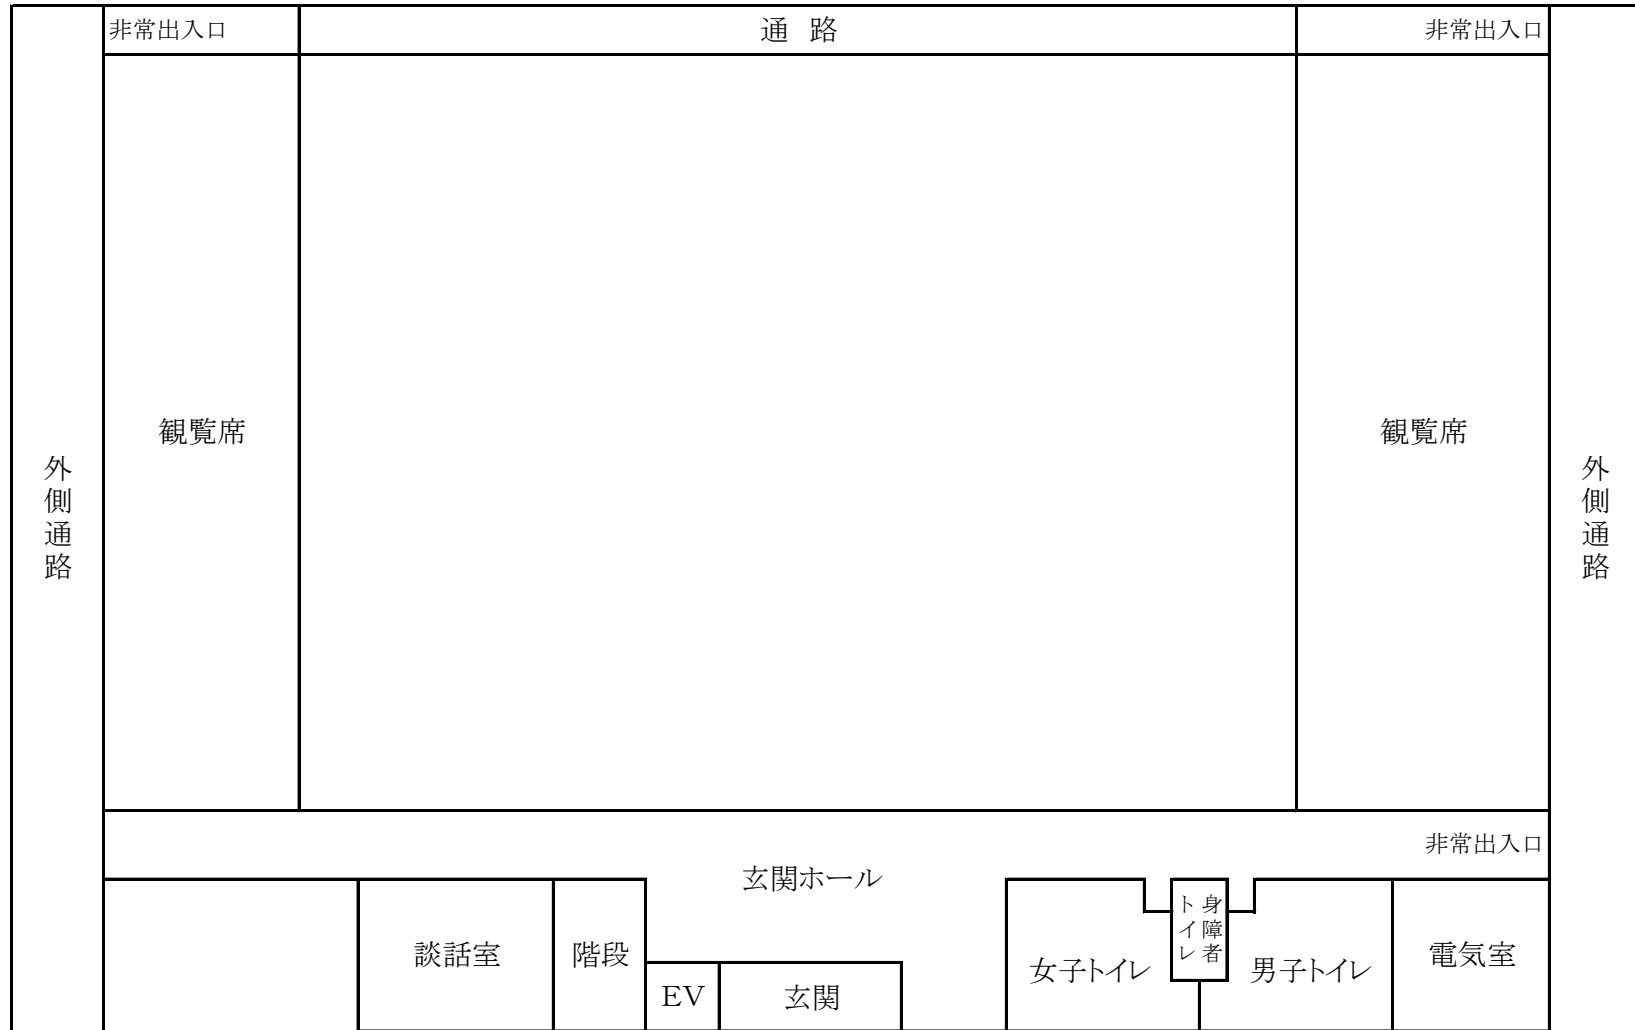 非常出入口
通 路
非常出入口
観覧席
観覧席
外側通路
外側通路
非常出入口
玄関ホール
談話室
階段
EV
玄関
女子トイレ
身障者
トイレ
男子トイレ
電気室